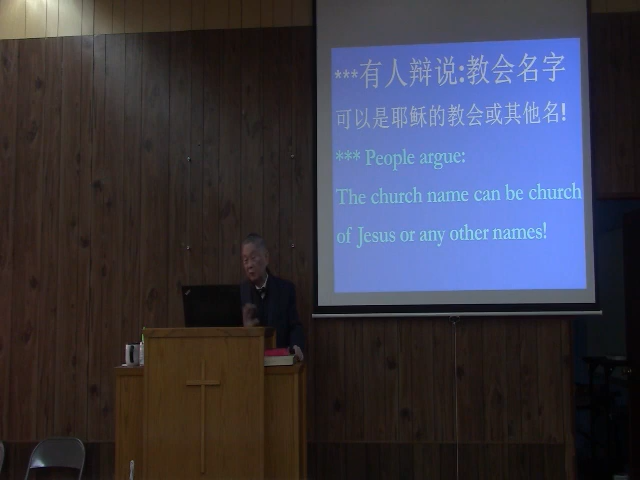 ***有人辩说:教会名字
可以是耶稣的教会或其他名!
*** People argue:
The church name can be church
of Jesus or any other names!